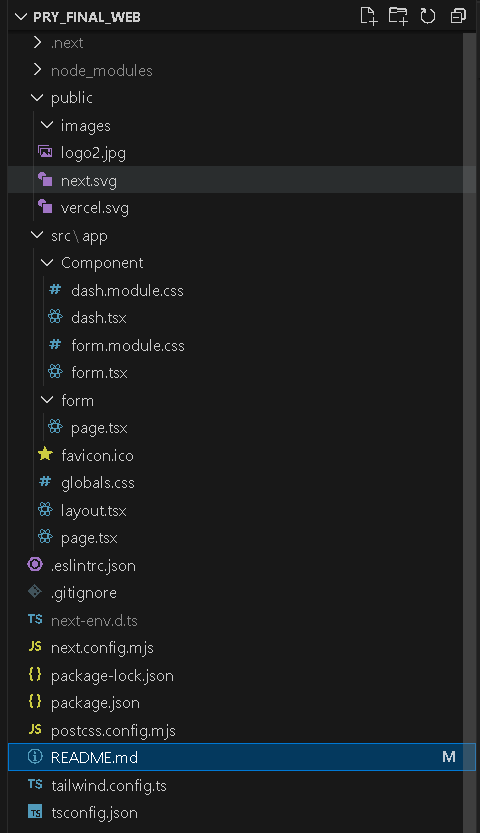 PRY_FINAL_WEB
.next
node_modules
public
images
logo2.jpg
next.svg
vercel.svg
src\app
Component
dash.module.css
dash.tsx
form.module.css
form.tsx
form
page.tsx
favicon.ico
globals.css
layout.tsx
page.tsx
.eslintrc.json
.gitignore
TS next-env.d.ts
JS next.config.mjs
{} package-lock.json
{} package.json
JS postcss.config.mjs
README.md M
TS tailwind.config.ts
TS tsconfig.json